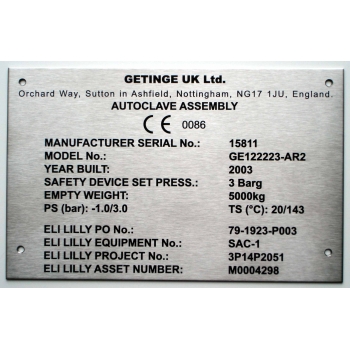 GETINGE UK Ltd.
Orchard Way, Sutton in Ashfield, Nottingham, NG17 1JU, England.
AUTOCLAVE ASSEMBLY
CE 0086
MANUFACTURER SERIAL No.: 15811
MODEL No.: GE122223-AR2
YEAR BUILT: 2003
SAFETY DEVICE SET PRESS.: 3 Barg
EMPTY WEIGHT: 5000kg
PS (bar): -1.0/3.0 TS (°C): 20/143
ELI LILLY PO No.: 79-1923-P003
ELI LILLY EQUIPMENT No.: SAC-1
ELI LILLY PROJECT No.: 3P14P2051
ELI LILLY ASSET NUMBER: M0004298